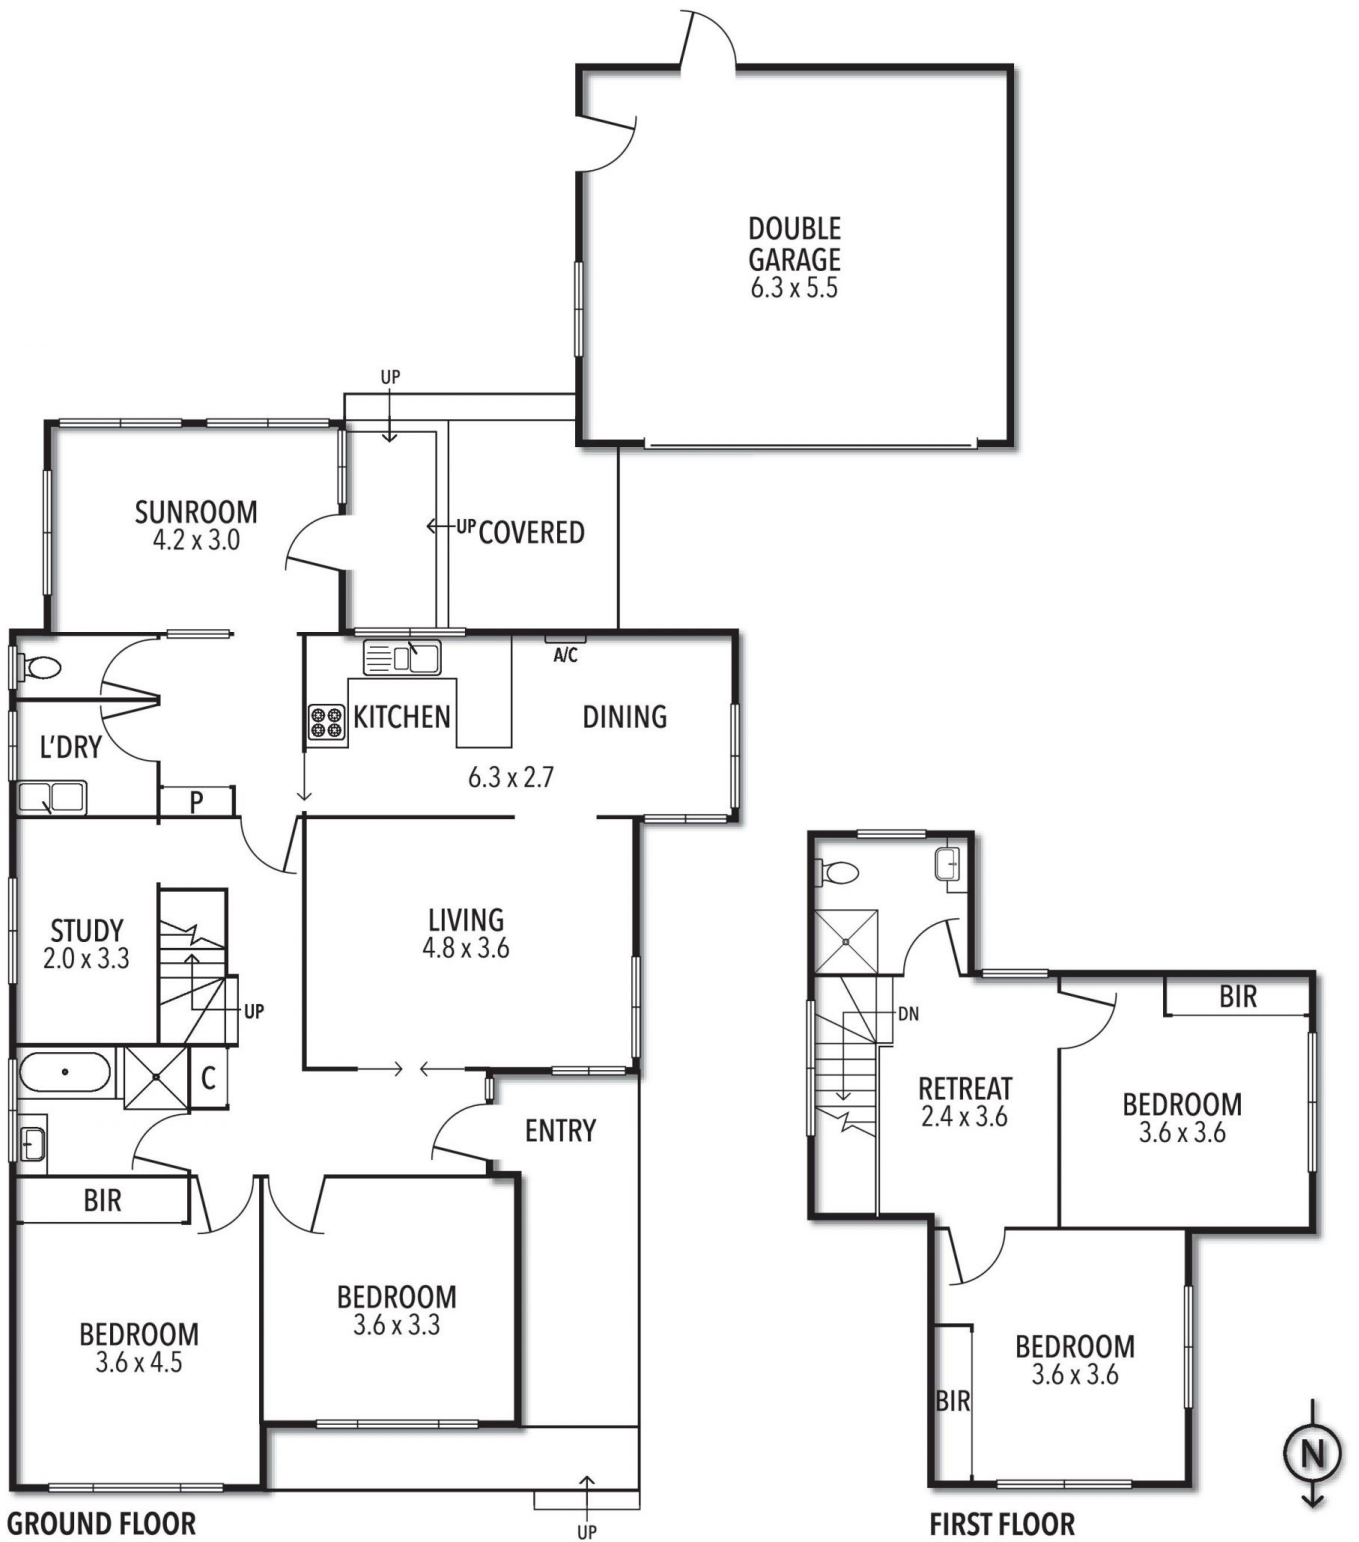 DOUBLE
GARAGE
6.3 x 5.5
UP
SUNROOM
4.2 x 3.0
UP
COVERED
A/C
KITCHEN
DINING
L'DRY
6.3 x 2.7
P
STUDY
2.0 x 3.3
LIVING
4.8 x 3.6
UP
C
ENTRY
BIR
BEDROOM
3.6 x 3.3
BEDROOM
3.6 x 4.5
UP
GROUND FLOOR
BIR
DN
RETREAT
2.4 x 3.6
BEDROOM
3.6 x 3.6
BEDROOM
3.6 x 3.6
BIR
N
FIRST FLOOR